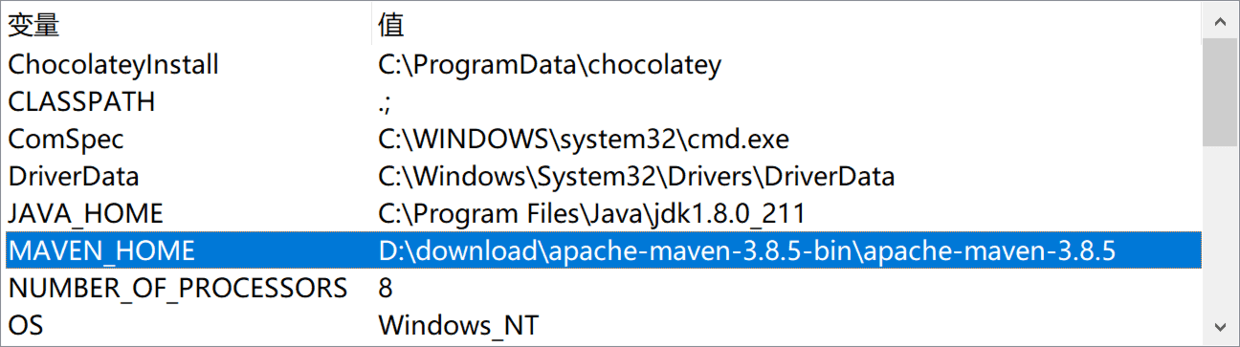 变量 值
ChocolateyInstall C:\ProgramData\chocolatey
CLASSPATH .;
ComSpec C:\WINDOWS\system32\cmd.exe
DriverData C:\Windows\System32\Drivers\DriverData
JAVA_HOME C:\Program Files\Java\jdk1.8.0_211
MAVEN_HOME D:\download\apache-maven-3.8.5-bin\apache-maven-3.8.5
NUMBER_OF_PROCESSORS 8
OS Windows_NT